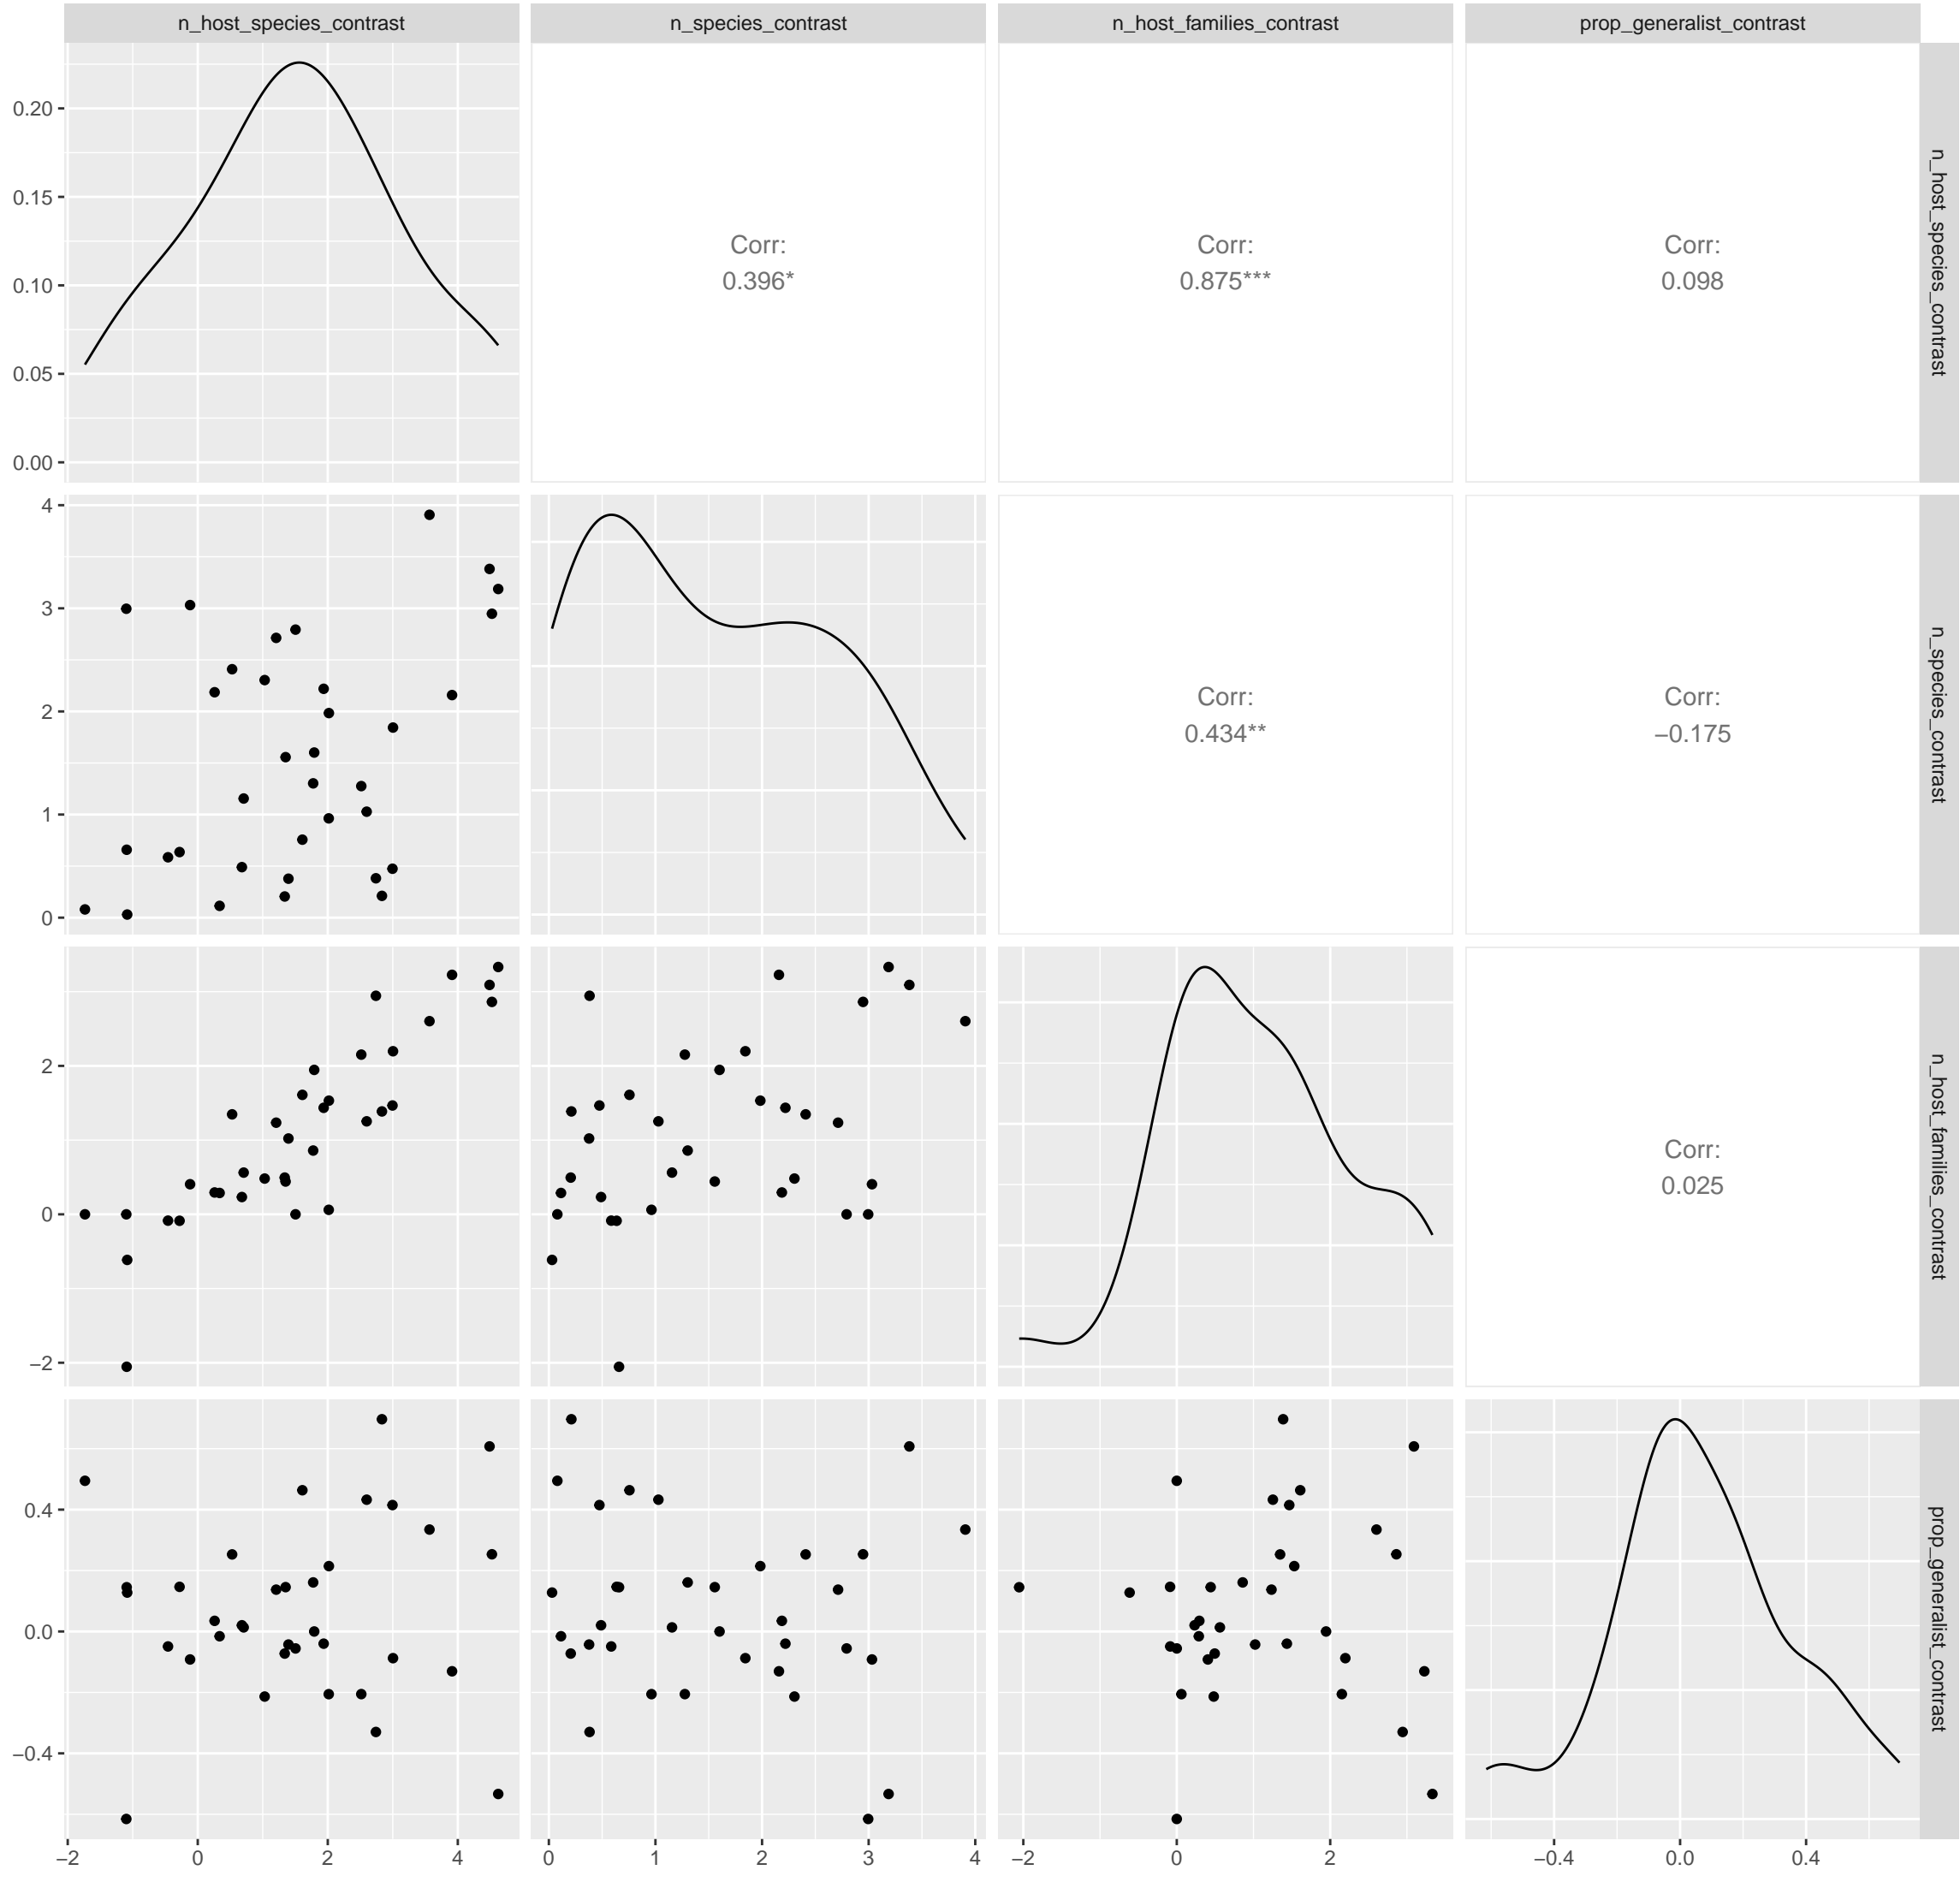 n_host_species_contrast
n_species_contrast
n_host_families_contrast
prop_generalist_contrast
0.20
0.15
0.10
0.05
0.00
Corr:
0.396*
Corr:
0.875***
Corr:
0.098
n_host_species_contrast
4
3
2
1
0
Corr:
0.434**
Corr:
−0.175
n_species_contrast
2
0
−2
Corr:
0.025
n_host_families_contrast
0.4
0.0
−0.4
prop_generalist_contrast
−2 0 2 4
0 1 2 3 4
−2 0 2
−0.4 0.0 0.4